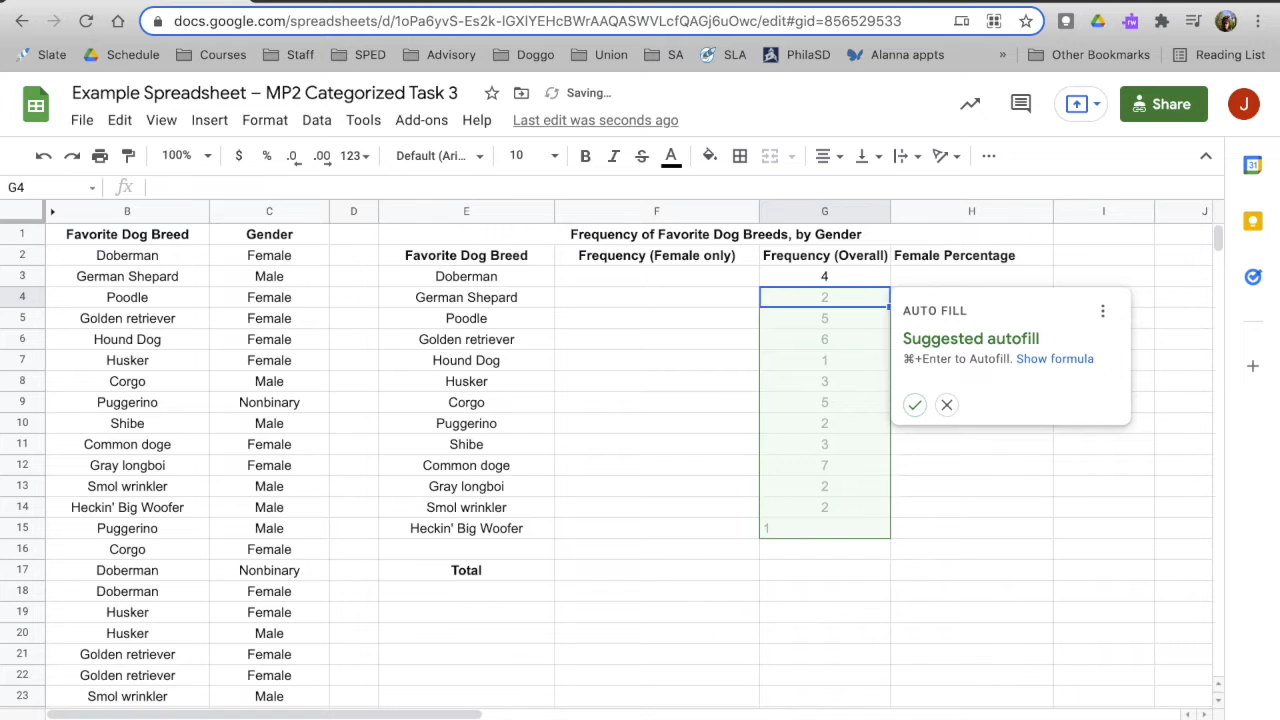 docs.google.com/spreadsheets/d/1oPa6yvS-Es2k-IGXIYEHcBWrAAQASWVLcfQAGj6uOwc/edit#gid=856529533
Slate Schedule Courses Staff SPED Advisory Doggo Union SA SLA PhilaSD Alanna appts » Other Bookmarks Reading List
Example Spreadsheet – MP2 Categorized Task 3 Saving...
File Edit View Insert Format Data Tools Add-ons Help Last edit was seconds ago
Share J
100% $ % .0 .00 123 Default (Ari... 10 B I S A
G4 fx
B C D E F G H I J
1 Favorite Dog Breed Gender Frequency of Favorite Dog Breeds, by Gender
2 Doberman Female Favorite Dog Breed Frequency (Female only) Frequency (Overall) Female Percentage
3 German Shepard Male Doberman 4
4 Poodle Female German Shepard 2
5 Golden retriever Female Poodle 5
6 Hound Dog Female Golden retriever 6
7 Husker Female Hound Dog 1
8 Corgo Male Husker 3
9 Puggerino Nonbinary Corgo 5
10 Shibe Male Puggerino 2
11 Common doge Female Shibe 3
12 Gray longboi Female Common doge 7
13 Smol wrinkler Male Gray longboi 2
14 Heckin' Big Woofer Male Smol wrinkler 2
15 Puggerino Male Heckin' Big Woofer 1
16 Corgo Female
17 Doberman Nonbinary Total
18 Doberman Female
19 Husker Female
20 Husker Male
21 Golden retriever Female
22 Golden retriever Female
23 Smol wrinkler Male
AUTO FILL
Suggested autofill
⌘+Enter to Autofill. Show formula
31